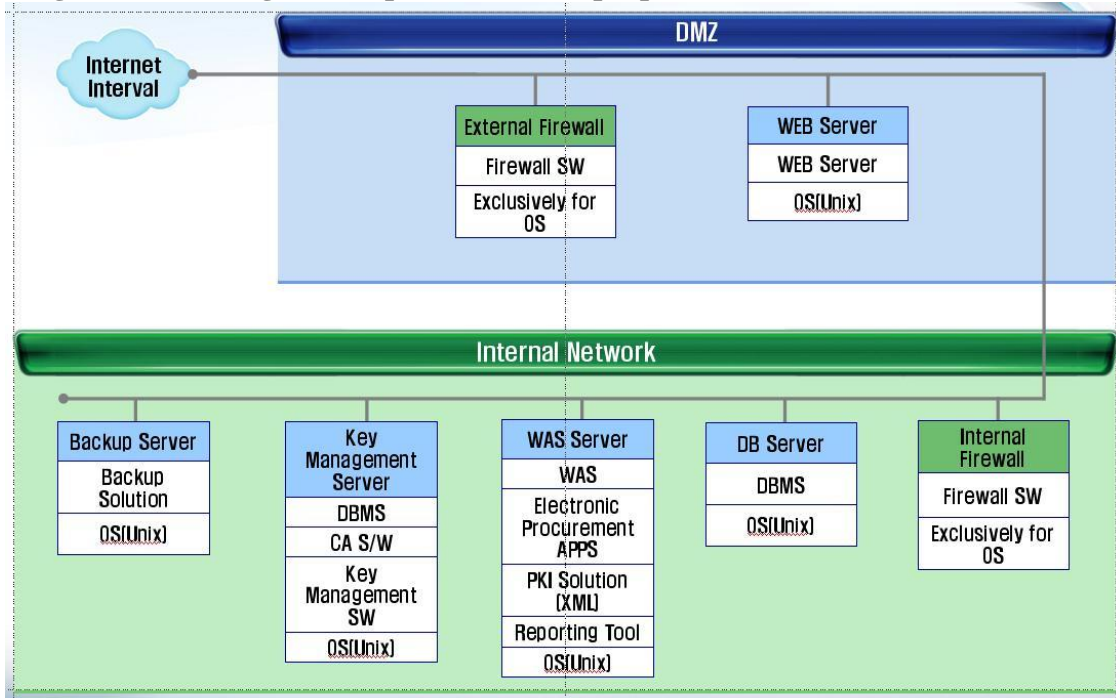 DMZ
Internet
Interval
External Firewall
Firewall SW
Exclusively for
OS
WEB Server
WEB Server
OS(Unix)
Internal Network
Backup Server
Backup
Solution
OS(Unix)
Key
Management
Server
DBMS
CA S/W
Key
Management
SW
OS(Unix)
WAS Server
WAS
Electronic
Procurement
APPS
PKI Solution
(XML)
Reporting Tool
OS(Unix)
DB Server
DBMS
OS(Unix)
Internal
Firewall
Firewall SW
Exclusively for
OS